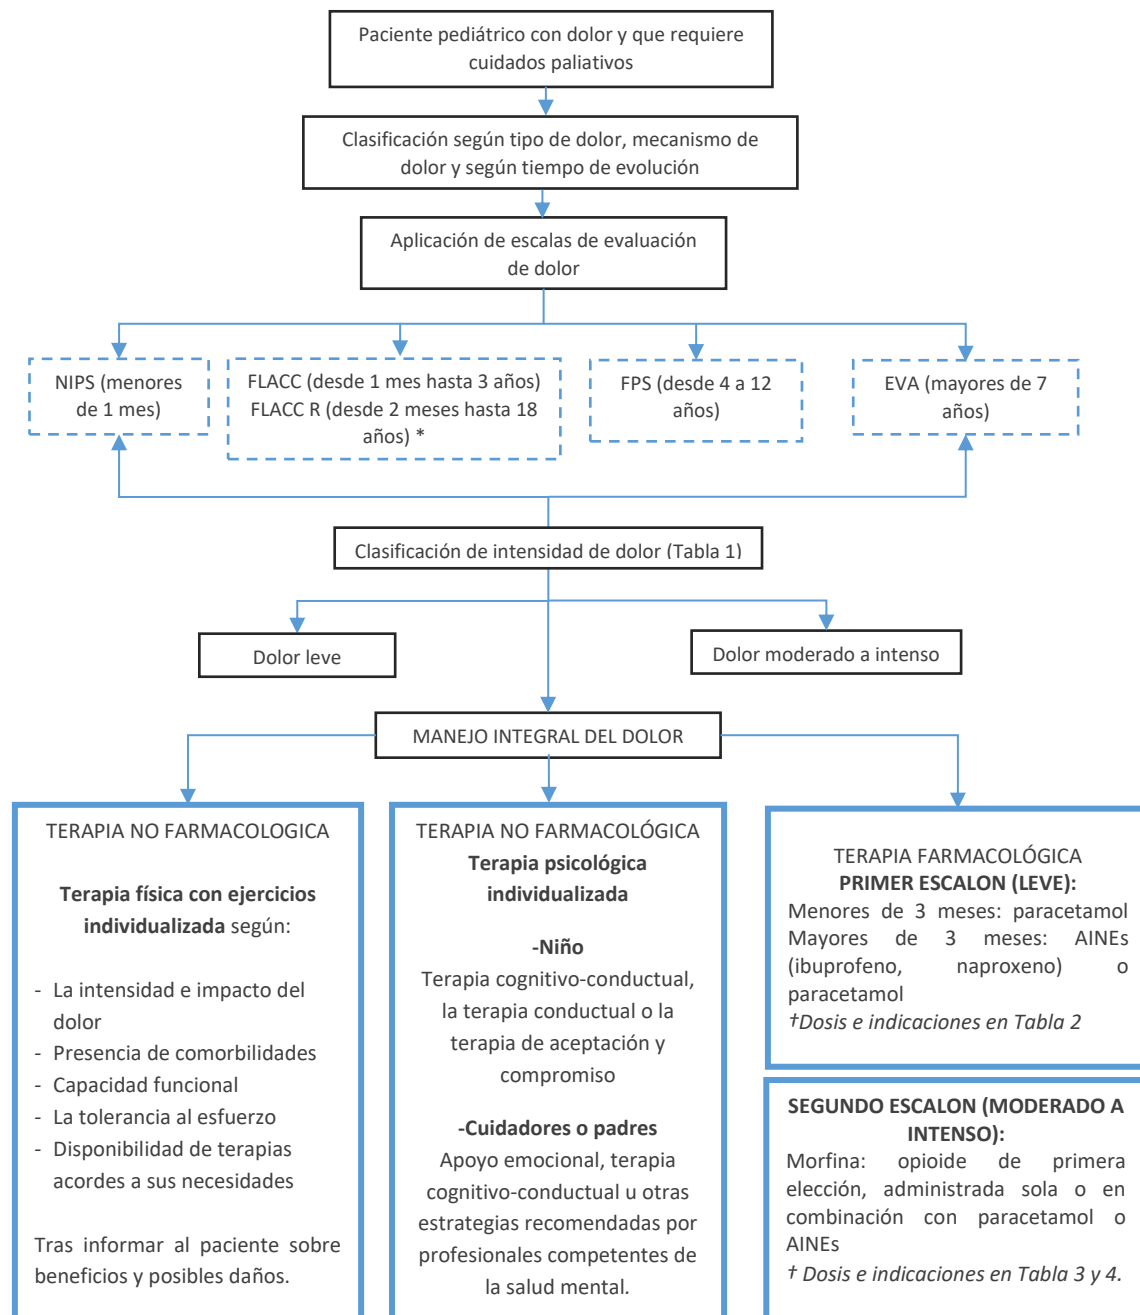 Paciente pediátrico con dolor y que requiere
cuidados paliativos
Clasificación según tipo de dolor, mecanismo de
dolor y según tiempo de evolución
Aplicación de escalas de evaluación
de dolor
NIPS (menores
de 1 mes)
FLACC (desde 1 mes hasta 3 años)
FLACC R (desde 2 meses hasta 18
años) *
FPS (desde 4 a 12
años)
EVA (mayores de 7
años)
Clasificación de intensidad de dolor (Tabla 1)
Dolor leve
Dolor moderado a intenso
MANEJO INTEGRAL DEL DOLOR
TERAPIA NO FARMACOLOGICA
Terapia física con ejercicios
individualizada según:
- La intensidad e impacto del
dolor
- Presencia de comorbilidades
- Capacidad funcional
- La tolerancia al esfuerzo
- Disponibilidad de terapias
acordes a sus necesidades
Tras informar al paciente sobre
beneficios y posibles daños.
TERAPIA NO FARMACOLÓGICA
Terapia psicológica
individualizada
-Niño
Terapia cognitivo-conductual,
la terapia conductual o la
terapia de aceptación y
compromiso
-Cuidadores o padres
Apoyo emocional, terapia
cognitivo-conductual u otras
estrategias recomendadas por
profesionales competentes de
la salud mental.
TERAPIA FARMACOLÓGICA
PRIMER ESCALON (LEVE):
Menores de 3 meses: paracetamol
Mayores de 3 meses: AINEs
(ibuprofeno, naproxeno) o
paracetamol
†Dosis e indicaciones en Tabla 2
SEGUNDO ESCALON (MODERADO A
INTENSO):
Morfina: opioide de primera
elección, administrada sola o en
combinación con paracetamol o
AINEs
† Dosis e indicaciones en Tabla 3 y 4.